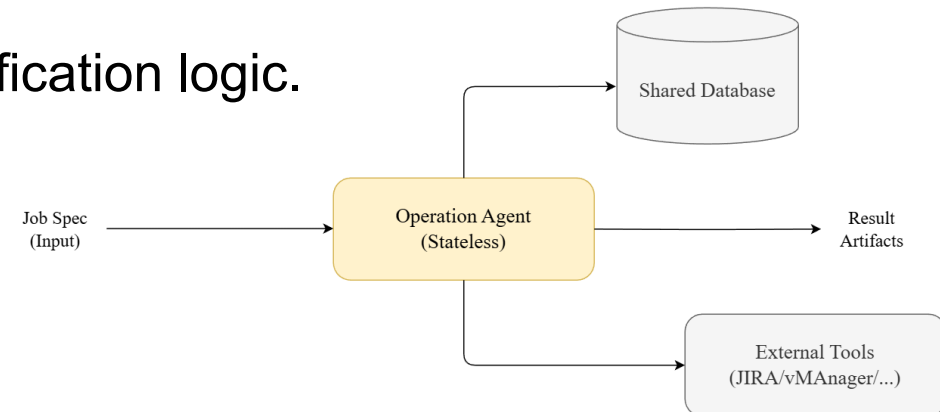 fication logic.
Shared Database
Job Spec
(Input)
Operation Agent
(Stateless)
Result
Artifacts
External Tools
(JIRA/vMAnager/...)